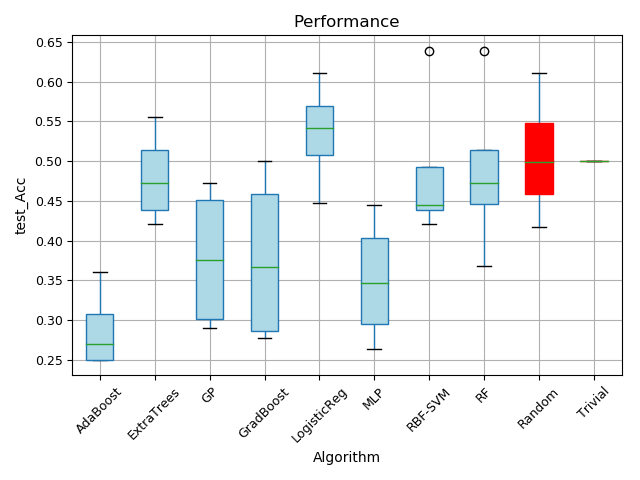 Performance
test_Acc
0.65
0.60
0.55
0.50
0.45
0.40
0.35
0.30
0.25
AdaBoost
ExtraTrees
GP
GradBoost
LogisticReg
MLP
RBF-SVM
RF
Random
Trivial
Algorithm